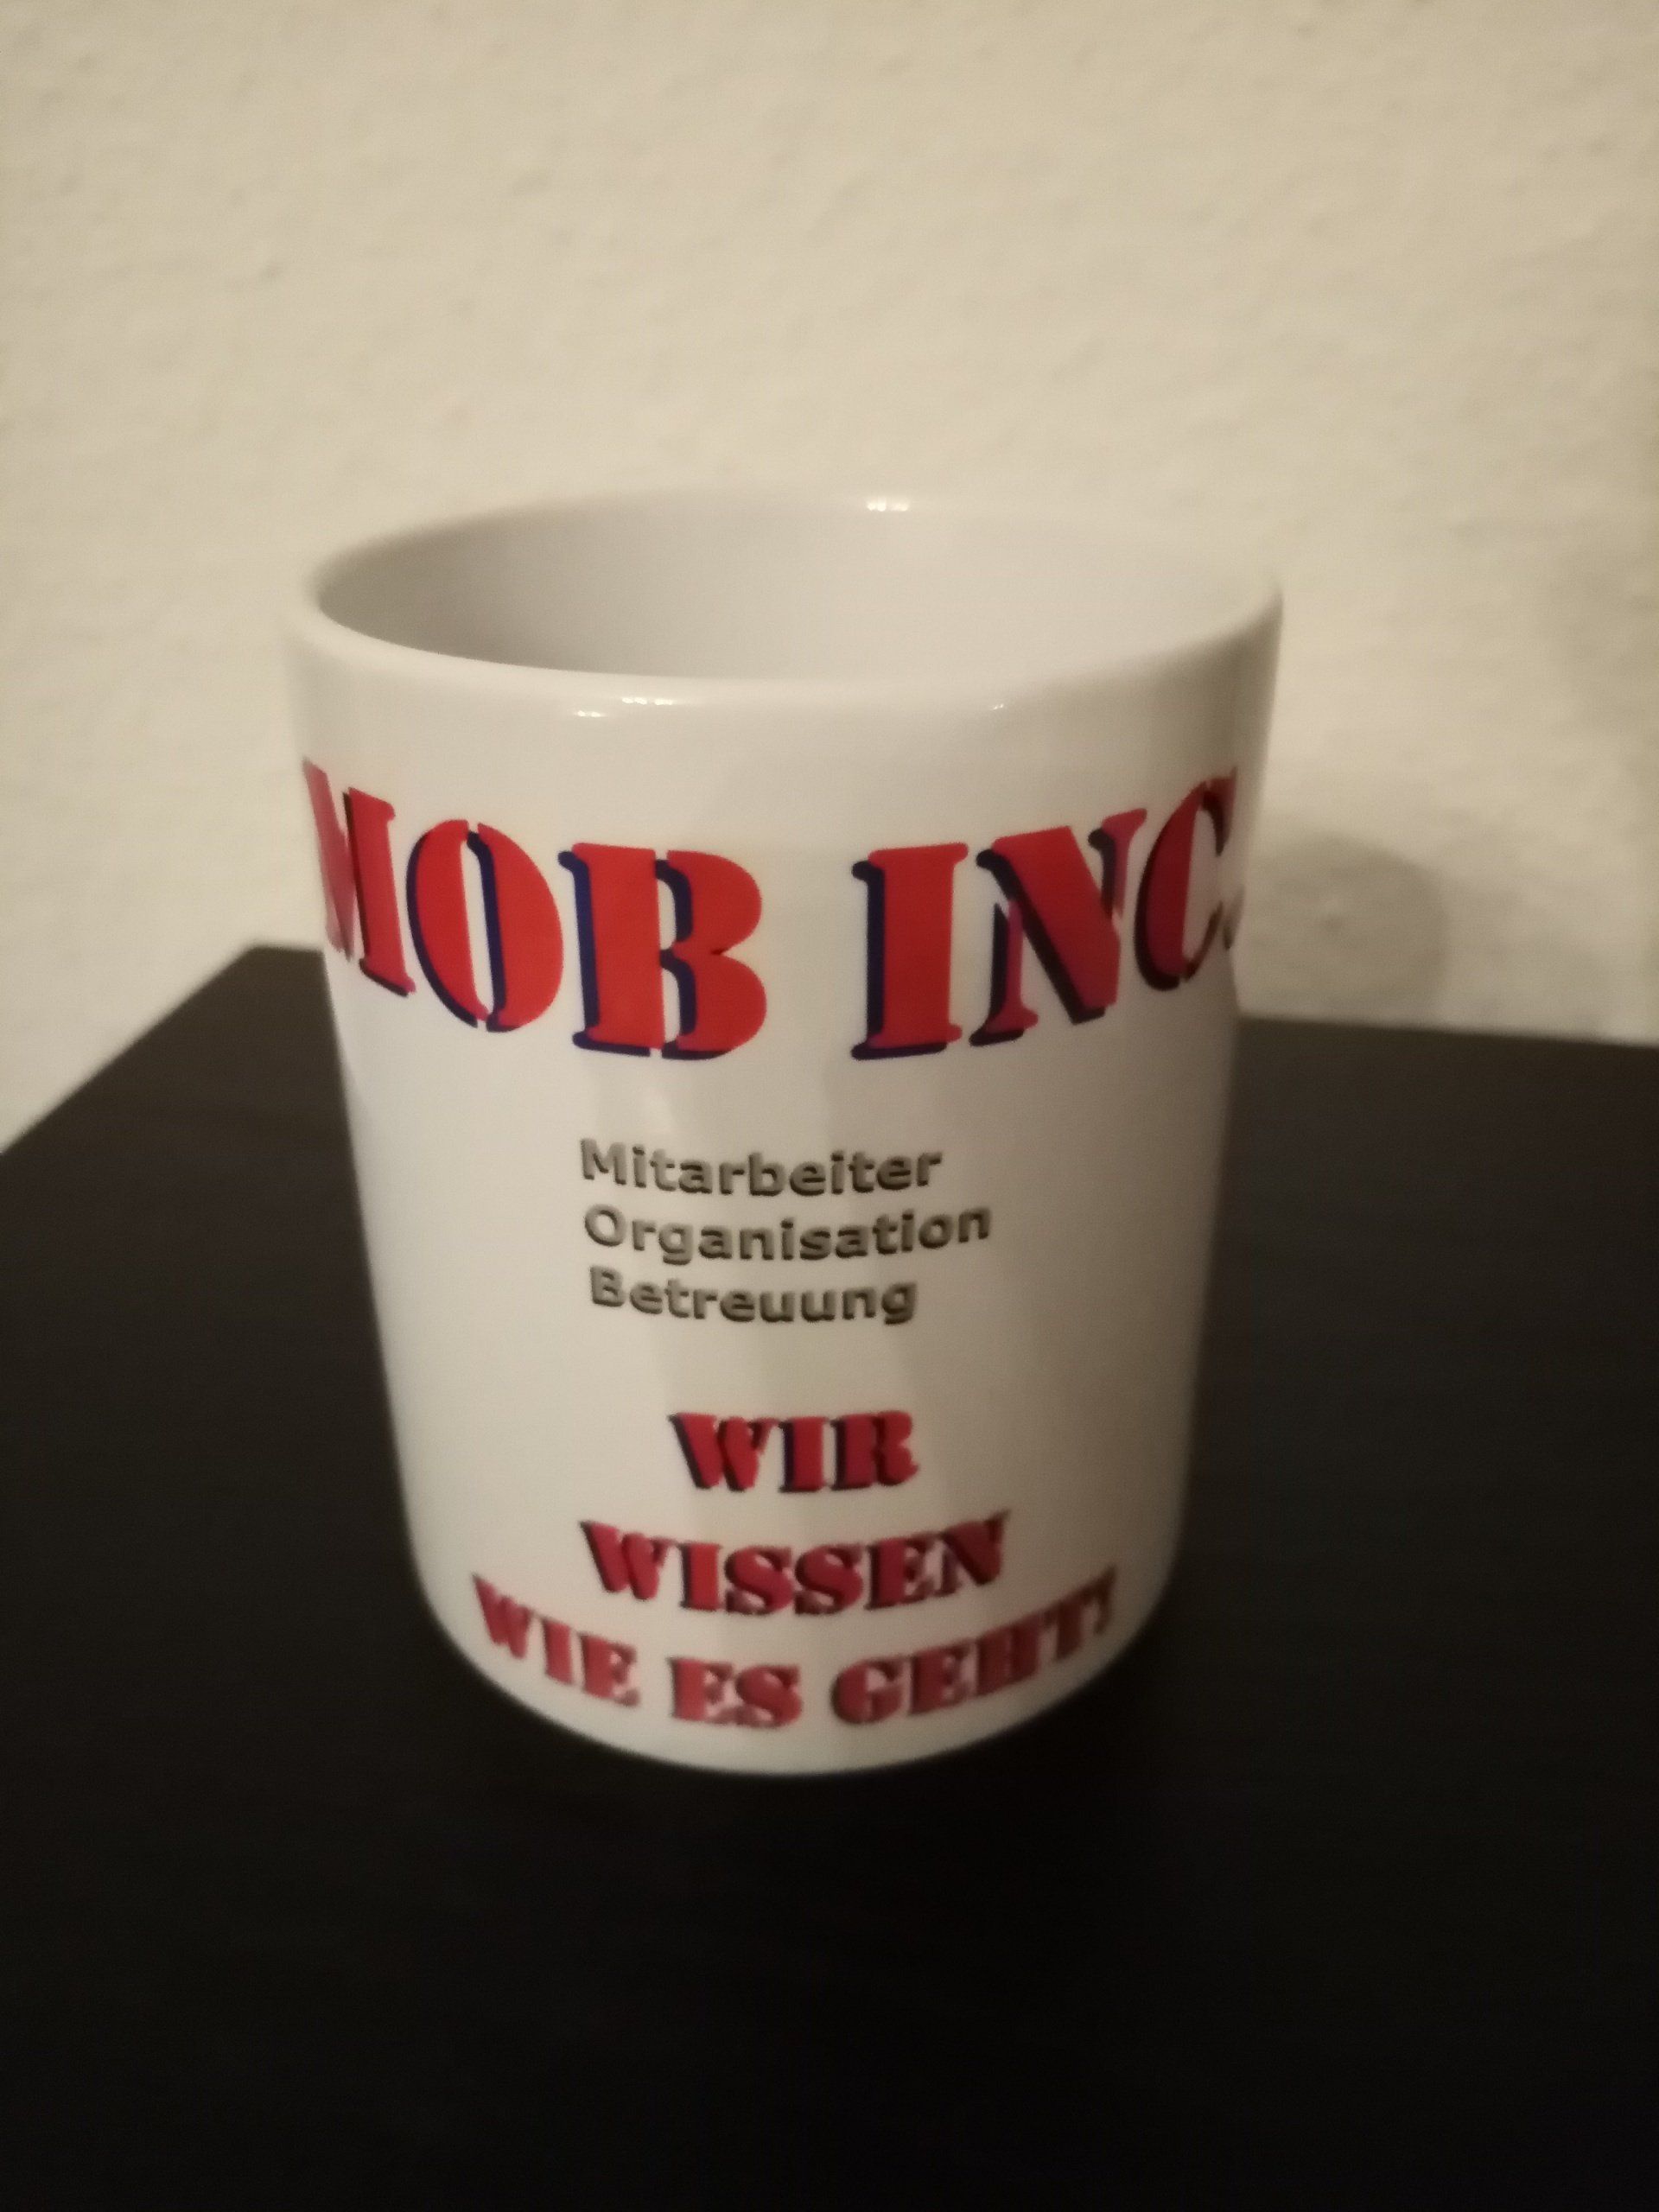 MOB INC.
Mitarbeiter
Organisation
Betreuung
WIR
WISSEN
WIE ES GEHT!